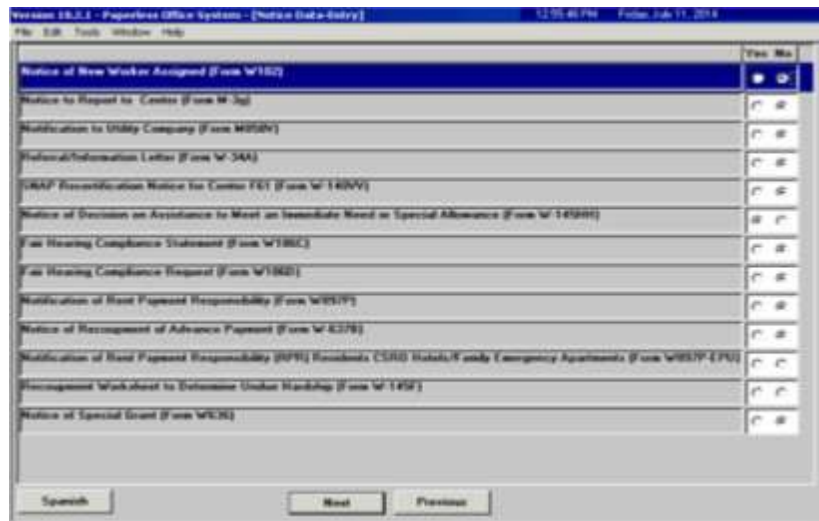 Version 10.2.1 - Paperless Office System - [Notice Data-Entry] 12:55:46 PM Friday, July 11, 2014
File Edit Tools Window Help
Yes No
Notice of New Worker Assigned (Form W102)
Notice to Report to Center (Form M-3g)
Notification to Utility Company (Form M858V)
Referral/Information Letter (Form W-34A)
SNAP Recertification Notice for Center F61 (Form W-140VV)
Notice of Decision on Assistance to Meet an Immediate Need or Special Allowance (Form W-145HH)
Fair Hearing Compliance Statement (Form W186C)
Fair Hearing Compliance Request (Form W186D)
Notification of Rent Payment Responsibility (Form W897P)
Notice of Recoupment of Advance Payment (Form W-637B)
Notification of Rent Payment Responsibility (RPR) Residents Hotels/Family Emergency Apartments (Form W897P-EPU)
Recoupment Worksheet to Determine Undue Hardship (Form W-145F)
Notice of Special Grant (Form W636)
Spanish Next Previous